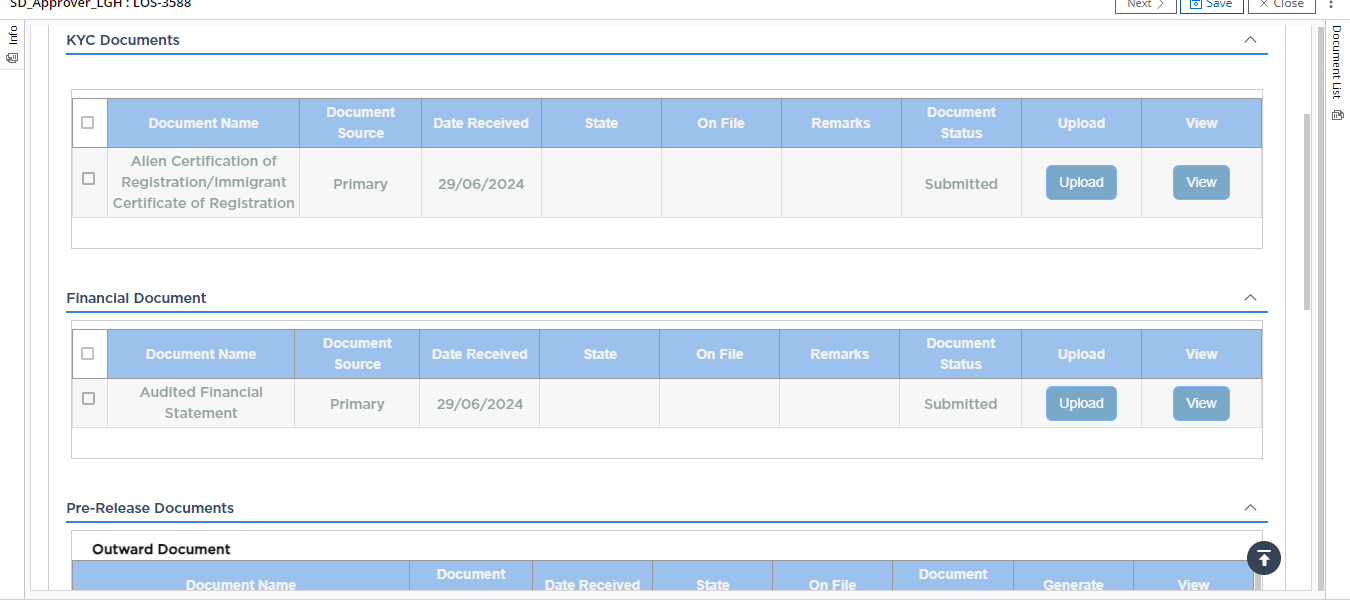 SD_Approver_LGH : LOS-3588
Next
Save
Close
Info
Document List
KYC Documents
Document Name
Document
Source
Date Received
State
On File
Remarks
Document
Status
Upload
View
Alien Certification of
Registration/Immigrant
Certificate of Registration
Primary
29/06/2024
Submitted
Upload
View
Financial Document
Document Name
Document
Source
Date Received
State
On File
Remarks
Document
Status
Upload
View
Audited Financial
Statement
Primary
29/06/2024
Submitted
Upload
View
Pre-Release Documents
Outward Document
Document Name
Document
Date Received
State
On File
Document
Generate
View